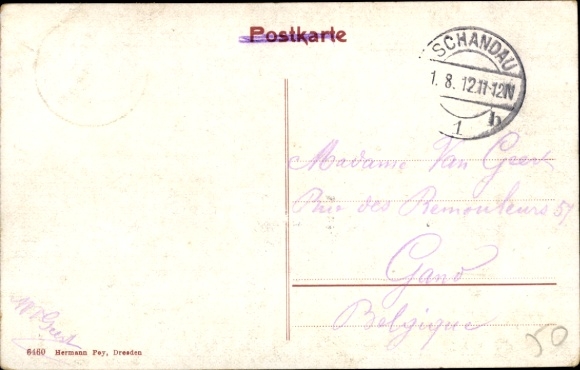 Postkarte
SCHANDAU
1.8.12.11-12N
1 b
Madame Van Geert
Rue des Remouleurs 57
Gand
Belgique
50
6460 Hermann Poy, Dresden